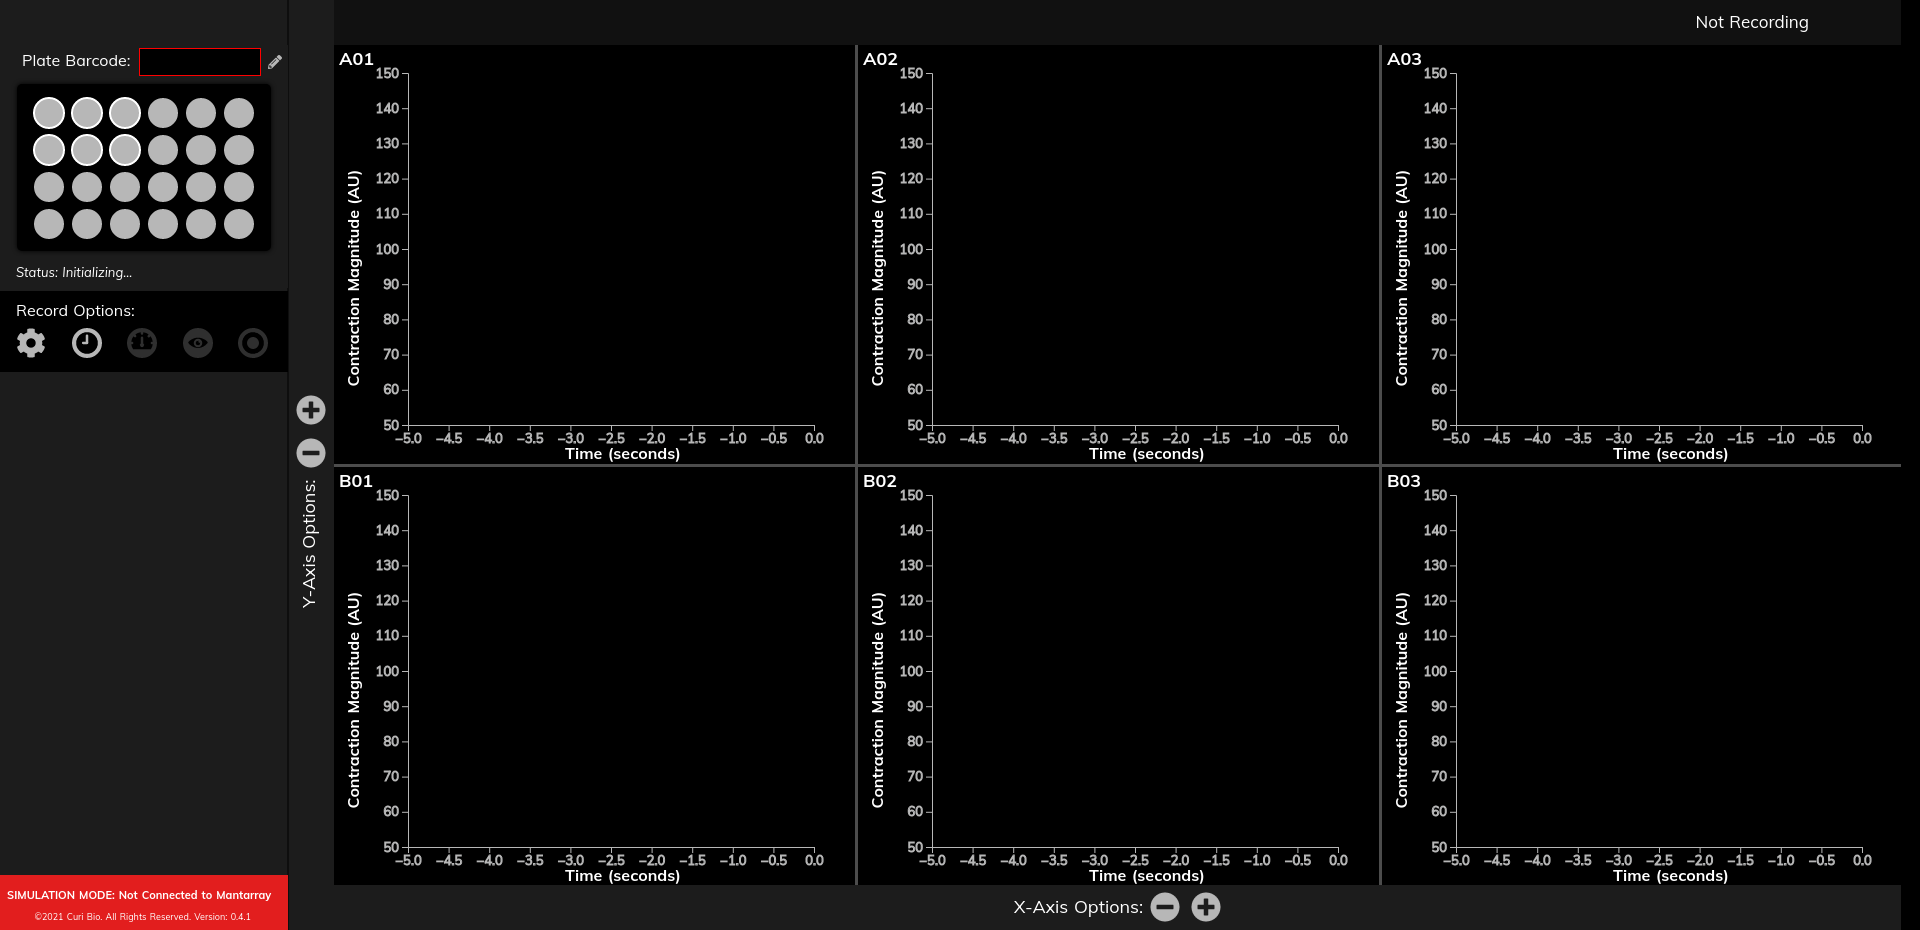 Not Recording
Plate Barcode:
Status: Initializing...
Record Options:
Y-Axis Options:
A01
150
140
130
120
110
100
90
80
70
60
50
Contraction Magnitude (AU)
−5.0 −4.5 −4.0 −3.5 −3.0 −2.5 −2.0 −1.5 −1.0 −0.5 0.0
Time (seconds)
A02
150
140
130
120
110
100
90
80
70
60
50
Contraction Magnitude (AU)
−5.0 −4.5 −4.0 −3.5 −3.0 −2.5 −2.0 −1.5 −1.0 −0.5 0.0
Time (seconds)
A03
150
140
130
120
110
100
90
80
70
60
50
Contraction Magnitude (AU)
−5.0 −4.5 −4.0 −3.5 −3.0 −2.5 −2.0 −1.5 −1.0 −0.5 0.0
Time (seconds)
B01
150
140
130
120
110
100
90
80
70
60
50
Contraction Magnitude (AU)
−5.0 −4.5 −4.0 −3.5 −3.0 −2.5 −2.0 −1.5 −1.0 −0.5 0.0
Time (seconds)
B02
150
140
130
120
110
100
90
80
70
60
50
Contraction Magnitude (AU)
−5.0 −4.5 −4.0 −3.5 −3.0 −2.5 −2.0 −1.5 −1.0 −0.5 0.0
Time (seconds)
B03
150
140
130
120
110
100
90
80
70
60
50
Contraction Magnitude (AU)
−5.0 −4.5 −4.0 −3.5 −3.0 −2.5 −2.0 −1.5 −1.0 −0.5 0.0
Time (seconds)
X-Axis Options:
SIMULATION MODE: Not Connected to Mantarray
©2021 Curi Bio. All Rights Reserved. Version: 0.4.1